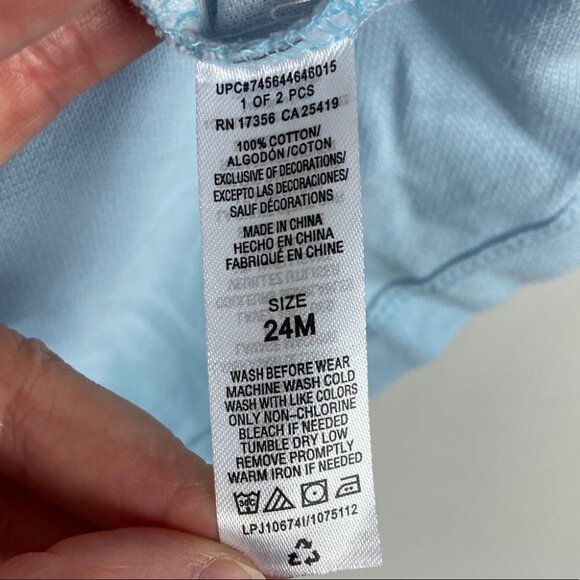 UPC#745644646015
1 OF 2 PCS
RN 17356 CA 25419
100% COTTON/
ALGODÓN/COTON
EXCLUSIVE OF DECORATIONS/
EXCEPTO LAS DECORACIONES/
SAUF DÉCORATIONS
MADE IN CHINA
HECHO EN CHINA
FABRIQUÉ EN CHINE
SIZE
24M
WASH BEFORE WEAR
MACHINE WASH COLD
WASH WITH LIKE COLORS
ONLY NON-CHLORINE
BLEACH IF NEEDED
TUMBLE DRY LOW
REMOVE PROMPTLY
WARM IRON IF NEEDED
30°C
LPJ10674I/1075112